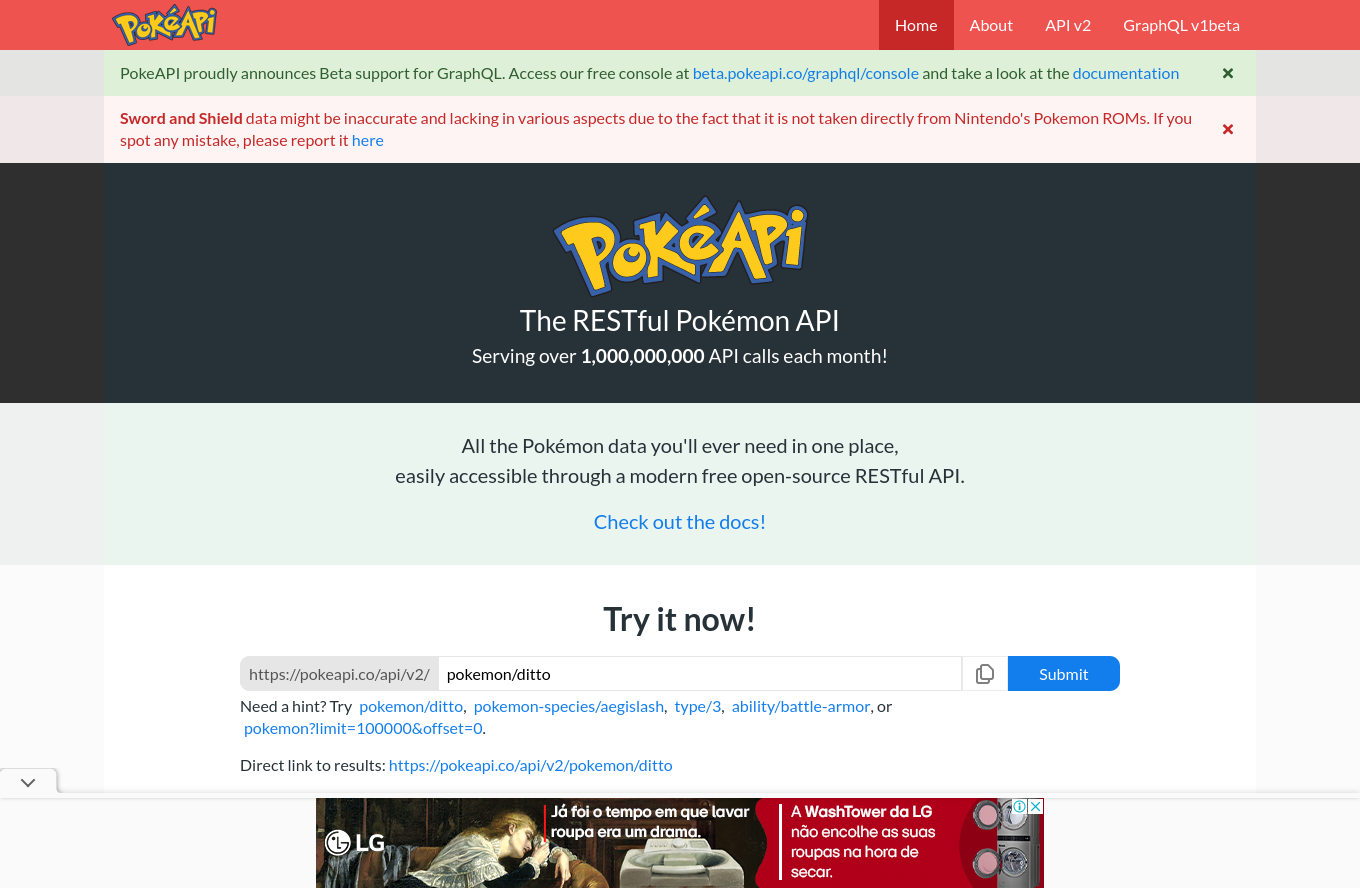 PokéAPi
Home
About
API v2
GraphQL v1beta
PokeAPI proudly announces Beta support for GraphQL. Access our free console at beta.pokeapi.co/graphql/console and take a look at the documentation
Sword and Shield data might be inaccurate and lacking in various aspects due to the fact that it is not taken directly from Nintendo's Pokemon ROMs. If you
spot any mistake, please report it here
PokéAPi
The RESTful Pokémon API
Serving over 1,000,000,000 API calls each month!
All the Pokémon data you'll ever need in one place,
easily accessible through a modern free open-source RESTful API.
Check out the docs!
Try it now!
https://pokeapi.co/api/v2/ pokemon/ditto
Submit
Need a hint? Try pokemon/ditto, pokemon-species/aegislash, type/3, ability/battle-armor, or
pokemon?limit=100000&offset=0.
Direct link to results: https://pokeapi.co/api/v2/pokemon/ditto
LG
Já foi o tempo em que lavar
roupa era um drama.
A WashTower da LG
não encolhe as suas
roupas na hora de
secar.